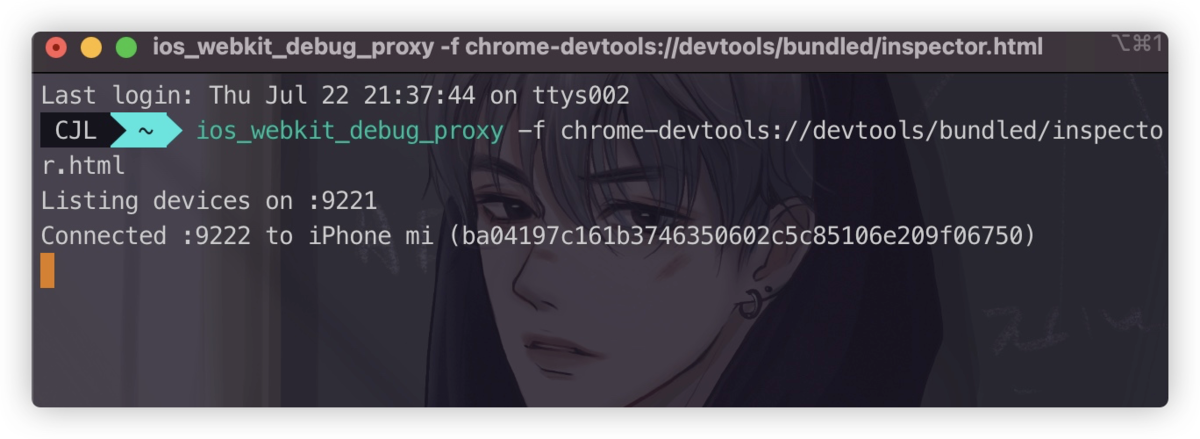 ios_webkit_debug_proxy -f chrome-devtools://devtools/bundled/inspector.html ⌥⌘1
Last login: Thu Jul 22 21:37:44 on ttys002
CJL ~ ios_webkit_debug_proxy -f chrome-devtools://devtools/bundled/inspecto
r.html
Listing devices on :9221
Connected :9222 to iPhone mi (ba04197c161b3746350602c5c85106e209f06750)